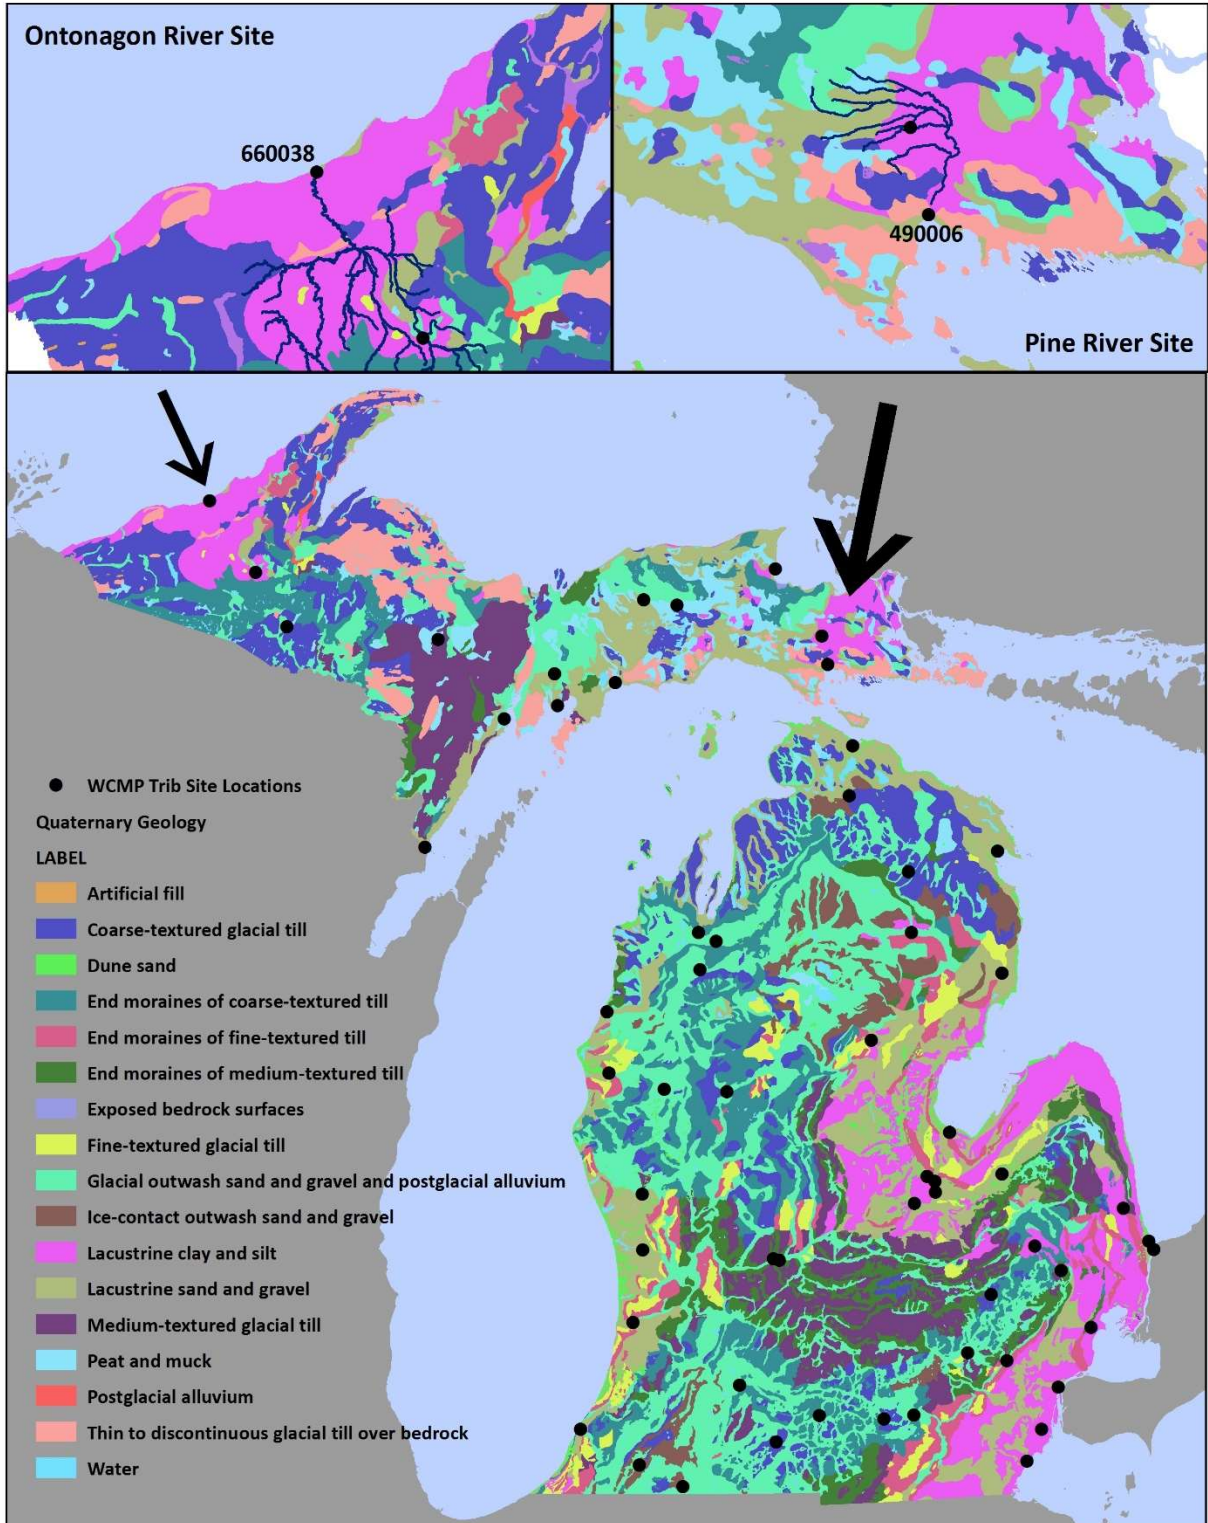 Ontonagon River Site
660038
490006
Pine River Site
WCMP Trib Site Locations
Quaternary Geology
LABEL
Artificial fill
Coarse-textured glacial till
Dune sand
End moraines of coarse-textured till
End moraines of fine-textured till
End moraines of medium-textured till
Exposed bedrock surfaces
Fine-textured glacial till
Glacial outwash sand and gravel and postglacial alluvium
Ice-contact outwash sand and gravel
Lacustrine clay and silt
Lacustrine sand and gravel
Medium-textured glacial till
Peat and muck
Postglacial alluvium
Thin to discontinuous glacial till over bedrock
Water